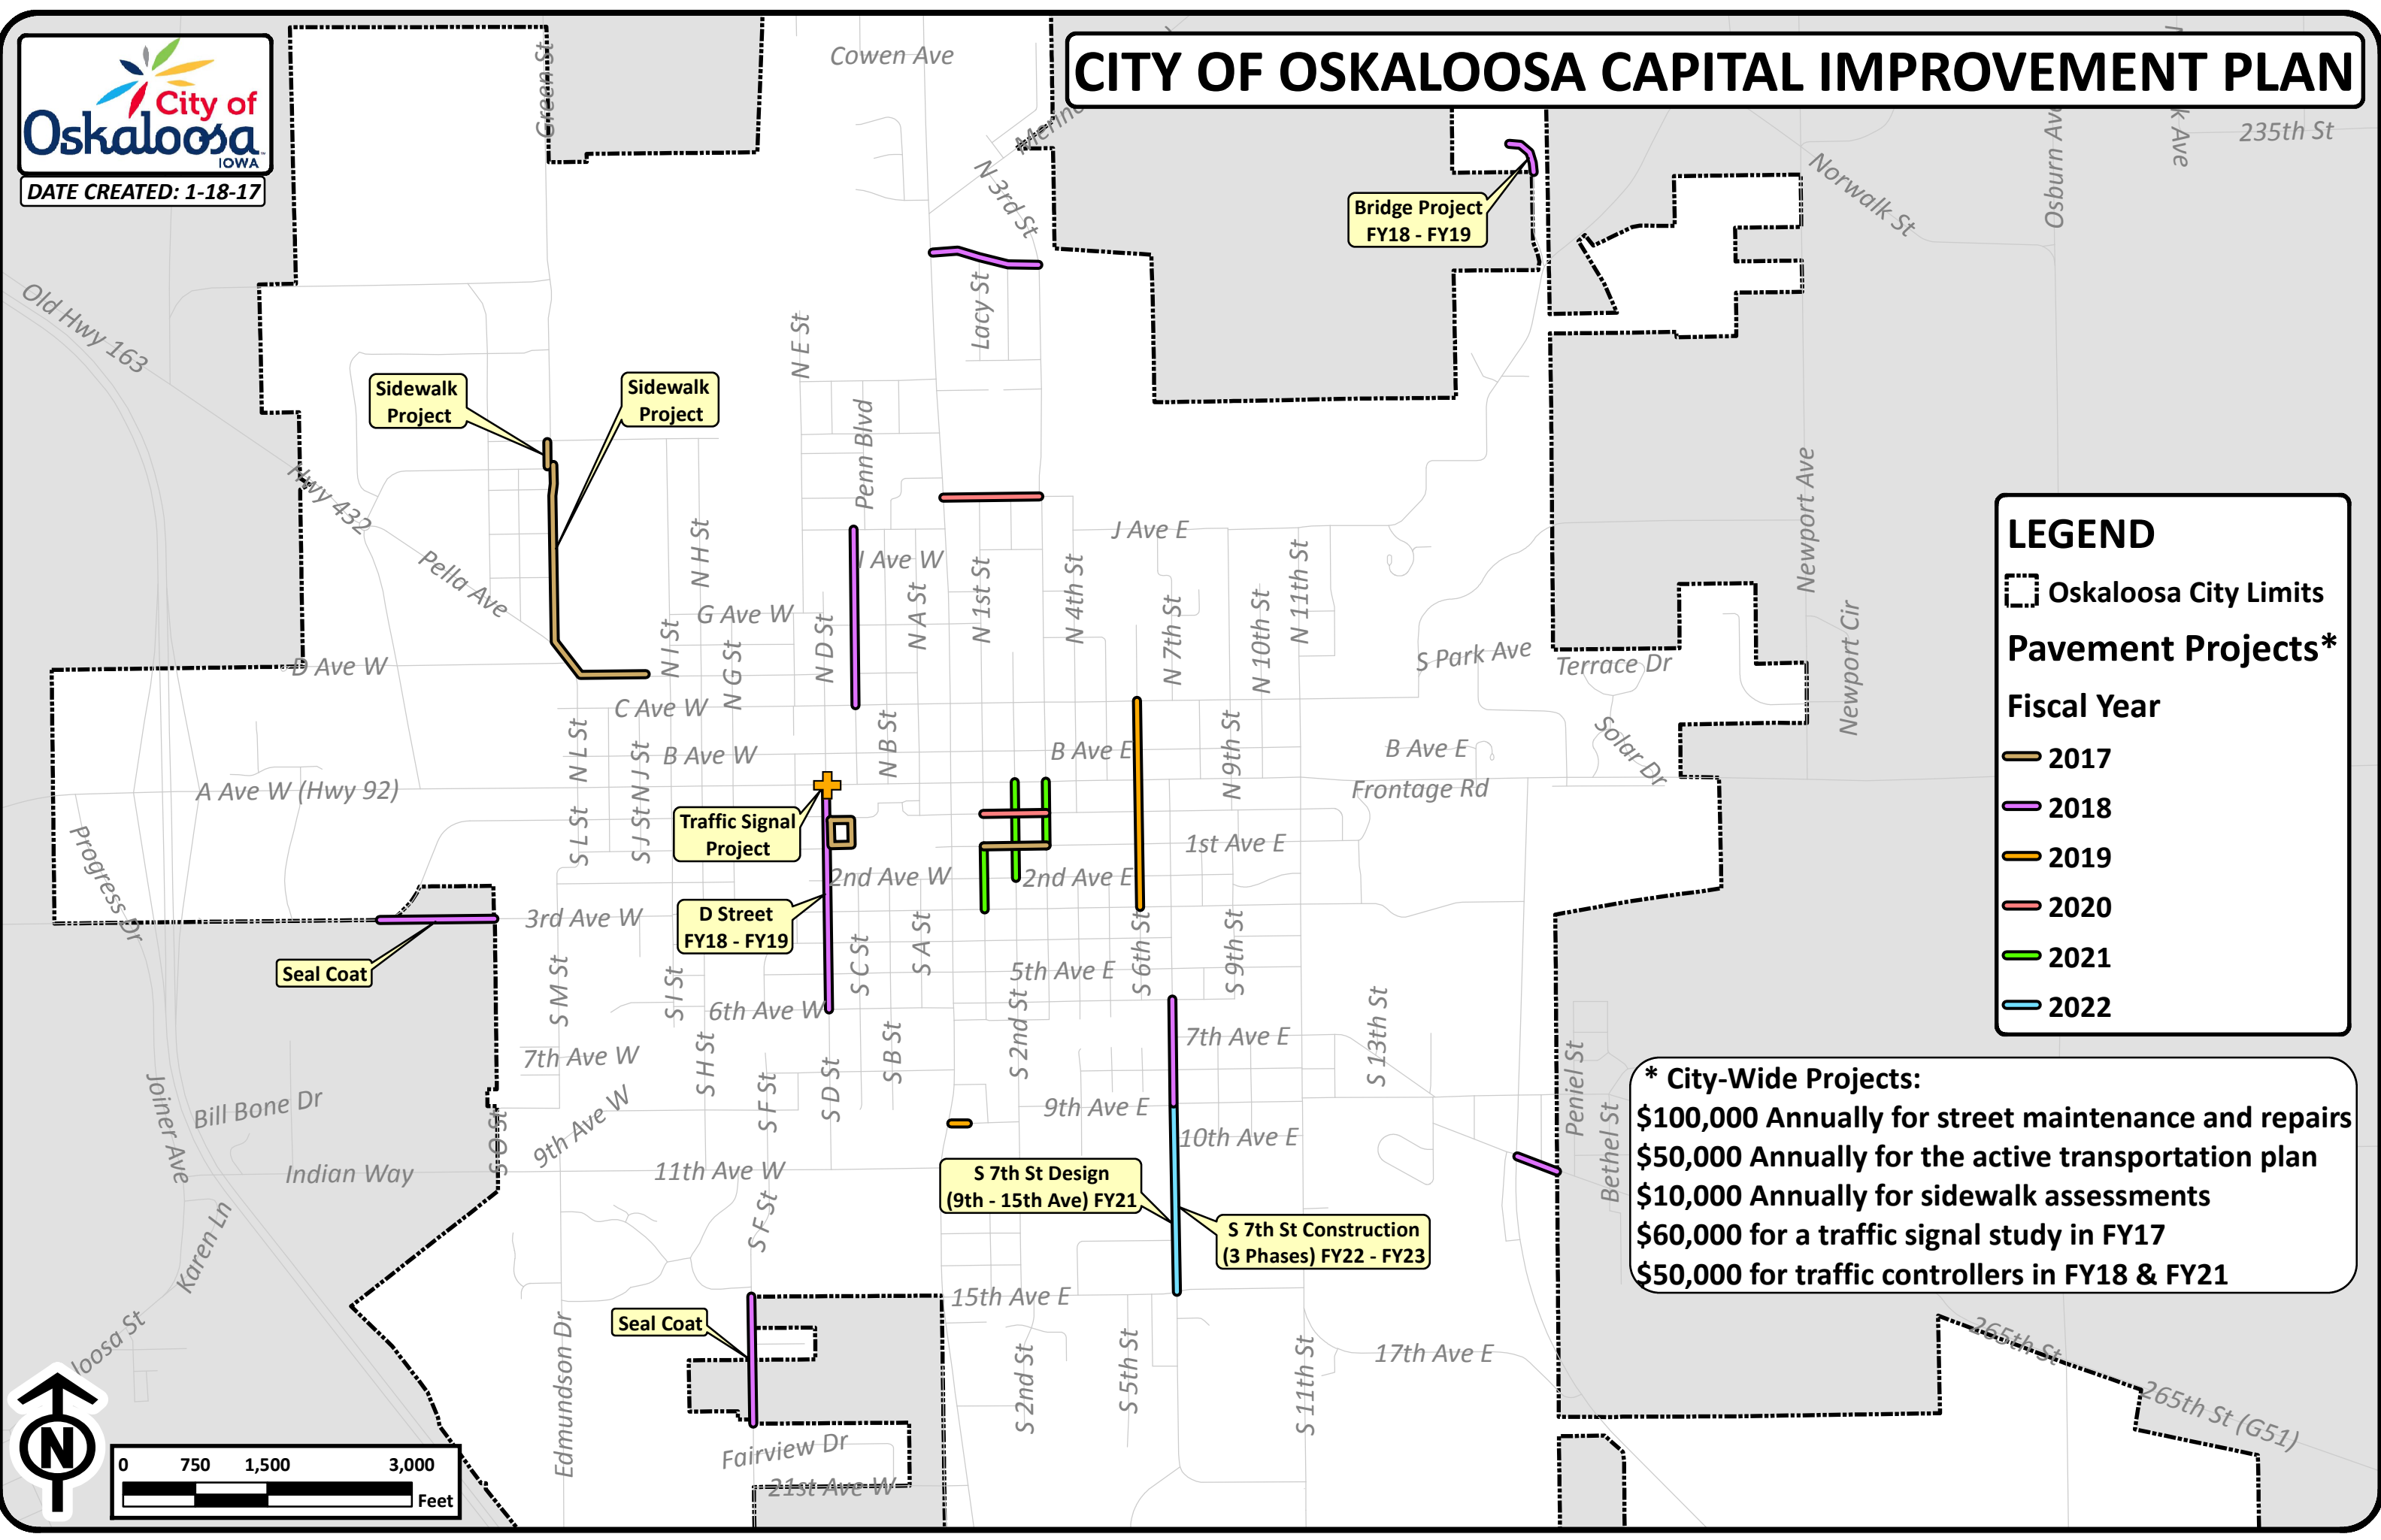 CITY OF OSKALOOSA CAPITAL IMPROVEMENT PLAN
City of
Oskaloosa
IOWA
DATE CREATED: 1-18-17
Cowen Ave
Green St
N 3rd St
235th St
Norwalk St
Osburn Ave
Bridge Project
FY18 - FY19
Old Hwy 163
Lacy St
N E St
Sidewalk
Project
Sidewalk
Project
Penn Blvd
Hwy 432
Pella Ave
N H St
I Ave W
J Ave E
N 1st St
N 4th St
N A St
N 7th St
N 10th St
N 11th St
Newport Ave
Newport Cir
G Ave W
N I St
N G St
N D St
D Ave W
S Park Ave
Terrace Dr
Solar Dr
C Ave W
N L St
N J St
B Ave W
N B St
B Ave E
N 9th St
B Ave E
A Ave W (Hwy 92)
Frontage Rd
Traffic Signal
Project
S L St
S J St
Progress Dr
1st Ave E
2nd Ave W
2nd Ave E
3rd Ave W
D Street
FY18 - FY19
Seal Coat
S M St
S I St
S C St
S A St
5th Ave E
S 6th St
S 9th St
6th Ave W
S 2nd St
7th Ave W
S H St
S F St
S D St
S B St
7th Ave E
S 13th St
Peniel St
Bethel St
Joiner Ave
Bill Bone Dr
S O St
9th Ave W
9th Ave E
10th Ave E
Indian Way
11th Ave W
S 7th St Design
(9th - 15th Ave) FY21
S 7th St Construction
(3 Phases) FY22 - FY23
Karen Ln
S F St
15th Ave E
Seal Coat
Edmundson Dr
S 2nd St
S 5th St
S 11th St
17th Ave E
265th St
265th St (G51)
Fairview Dr
21st Ave W
loosa St
LEGEND
Oskaloosa City Limits
Pavement Projects*
Fiscal Year
2017
2018
2019
2020
2021
2022
* City-Wide Projects:
$100,000 Annually for street maintenance and repairs
$50,000 Annually for the active transportation plan
$10,000 Annually for sidewalk assessments
$60,000 for a traffic signal study in FY17
$50,000 for traffic controllers in FY18 & FY21
N
0 750 1,500 3,000
Feet